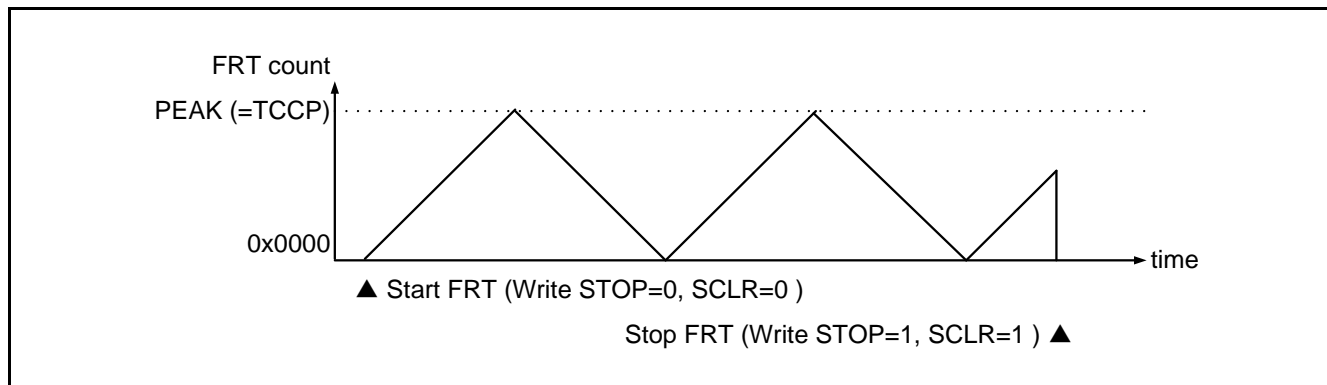 FRT count
PEAK (=TCCP)
0x0000
time
▲ Start FRT (Write STOP=0, SCLR=0 )
Stop FRT (Write STOP=1, SCLR=1 ) ▲